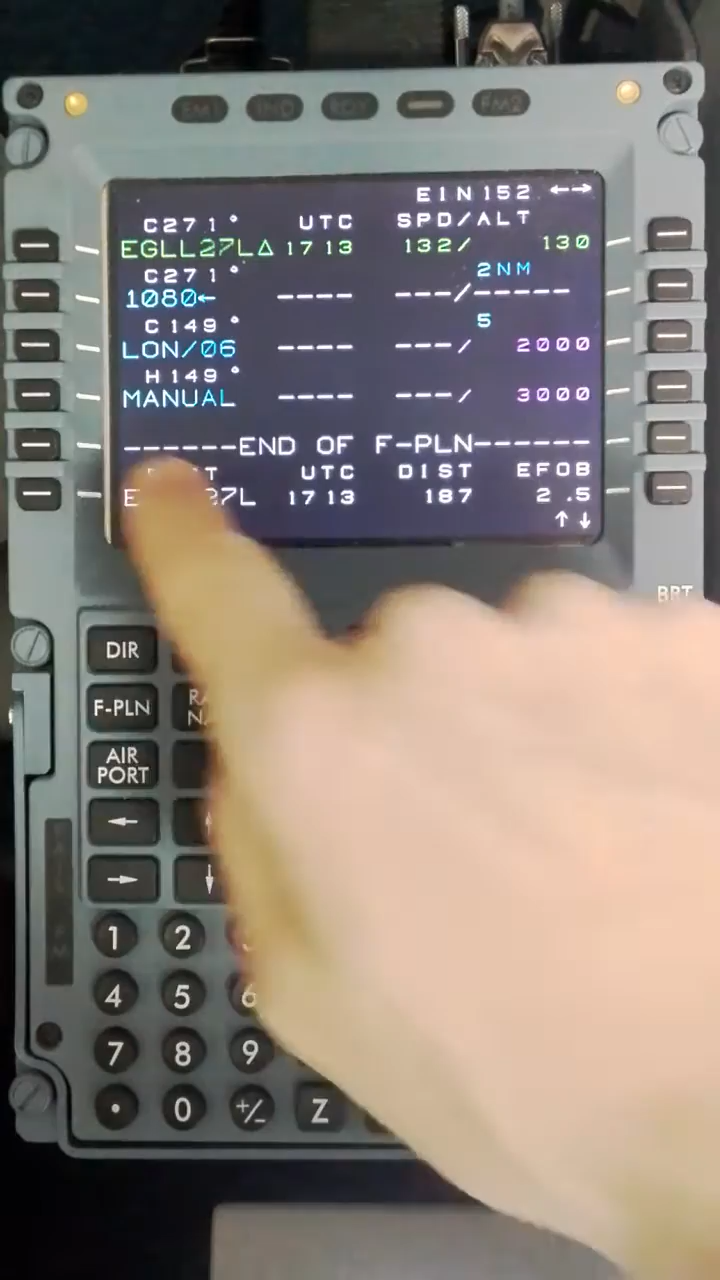 FM1 IND RDY FM2
EIN152 ←→
C271° UTC SPD/ALT
EGLL27L∆ 1713 132/ 130
C271° 2NM
1080← ---- ---/-----
C149° 5
LON/06 ---- ---/ 2000
H149°
MANUAL ---- ---/ 3000
------END OF F-PLN------
UTC DIST EFOB
1713 187 2.5
↑↓
BRT
DIR
F-PLN
AIR
PORT
← 
→ ↓
1 2
4 5 6
7 8 9
. 0 +/- Z